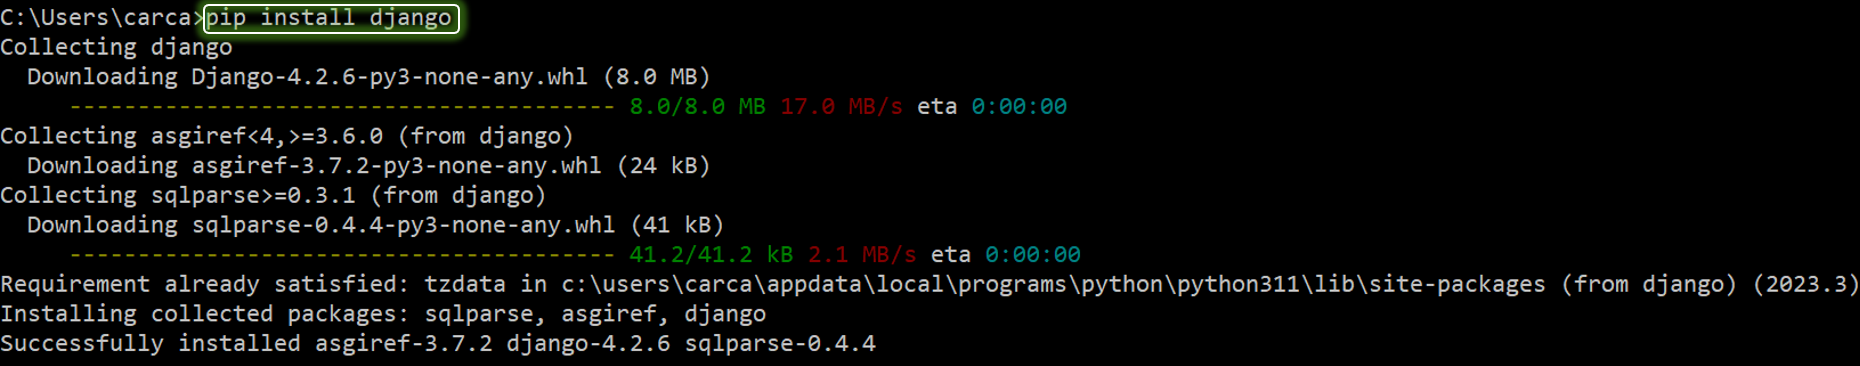 C:\Users\carca>pip install django
Collecting django
  Downloading Django-4.2.6-py3-none-any.whl (8.0 MB)
     ---------------------------------------- 8.0/8.0 MB 17.0 MB/s eta 0:00:00
Collecting asgiref<4,>=3.6.0 (from django)
  Downloading asgiref-3.7.2-py3-none-any.whl (24 kB)
Collecting sqlparse>=0.3.1 (from django)
  Downloading sqlparse-0.4.4-py3-none-any.whl (41 kB)
     ---------------------------------------- 41.2/41.2 kB 2.1 MB/s eta 0:00:00
Requirement already satisfied: tzdata in c:\users\carca\appdata\local\programs\python\python311\lib\site-packages (from django) (2023.3)
Installing collected packages: sqlparse, asgiref, django
Successfully installed asgiref-3.7.2 django-4.2.6 sqlparse-0.4.4